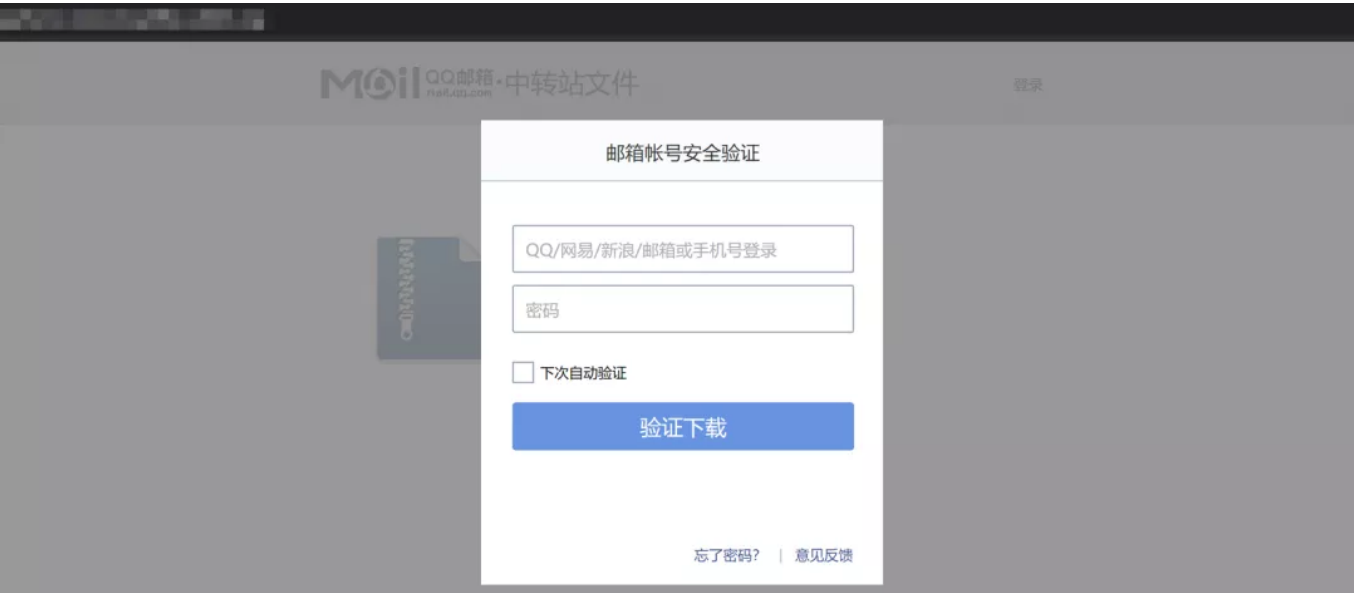 Mail QQ邮箱·中转站文件
mail.qq.com
登录
邮箱帐号安全验证
QQ/网易/新浪/邮箱或手机号登录
密码
下次自动验证
验证下载
忘了密码? | 意见反馈